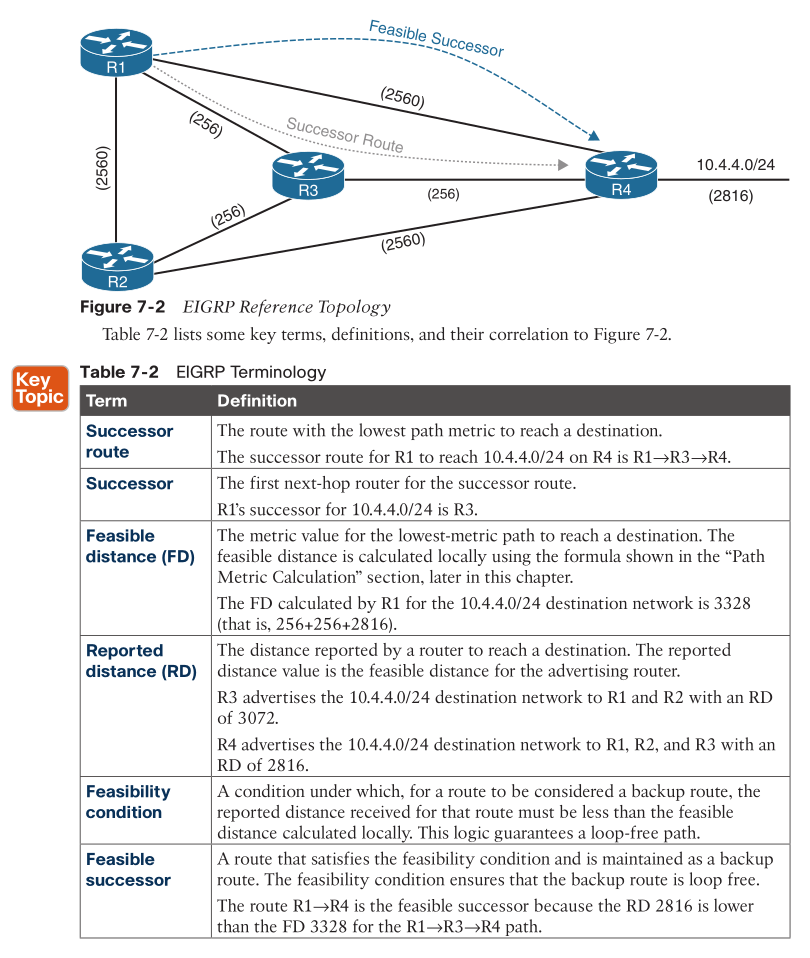 R1
Feasible Successor
(2560)
(256)
Successor Route
(2560)
R3
R4
10.4.4.0/24
(256)
(2816)
(256)
(2560)
R2
Figure 7-2 EIGRP Reference Topology
Table 7-2 lists some key terms, definitions, and their correlation to Figure 7-2.
Key
Topic
Table 7-2 EIGRP Terminology
Term Definition
Successor
route
The route with the lowest path metric to reach a destination.
The successor route for R1 to reach 10.4.4.0/24 on R4 is R1→R3→R4.
Successor
The first next-hop router for the successor route.
R1’s successor for 10.4.4.0/24 is R3.
Feasible
distance (FD)
The metric value for the lowest-metric path to reach a destination. The
feasible distance is calculated locally using the formula shown in the “Path
Metric Calculation” section, later in this chapter.
The FD calculated by R1 for the 10.4.4.0/24 destination network is 3328
(that is, 256+256+2816).
Reported
distance (RD)
The distance reported by a router to reach a destination. The reported
distance value is the feasible distance for the advertising router.
R3 advertises the 10.4.4.0/24 destination network to R1 and R2 with an RD
of 3072.
R4 advertises the 10.4.4.0/24 destination network to R1, R2, and R3 with an
RD of 2816.
Feasibility
condition
A condition under which, for a route to be considered a backup route, the
reported distance received for that route must be less than the feasible
distance calculated locally. This logic guarantees a loop-free path.
Feasible
successor
A route that satisfies the feasibility condition and is maintained as a backup
route. The feasibility condition ensures that the backup route is loop free.
The route R1→R4 is the feasible successor because the RD 2816 is lower
than the FD 3328 for the R1→R3→R4 path.